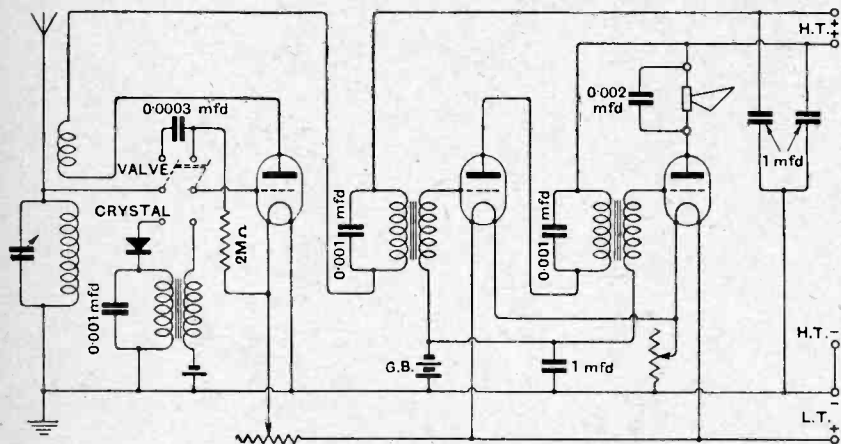 H.T.+
+
0.0003 mfd
0.002
mfd
VALVE
1 mfd
CRYSTAL
2MΩ
0.001 mfd
0.001 mfd
0.001 mfd
H.T.-
G.B.
1 mfd
-
L.T.
+